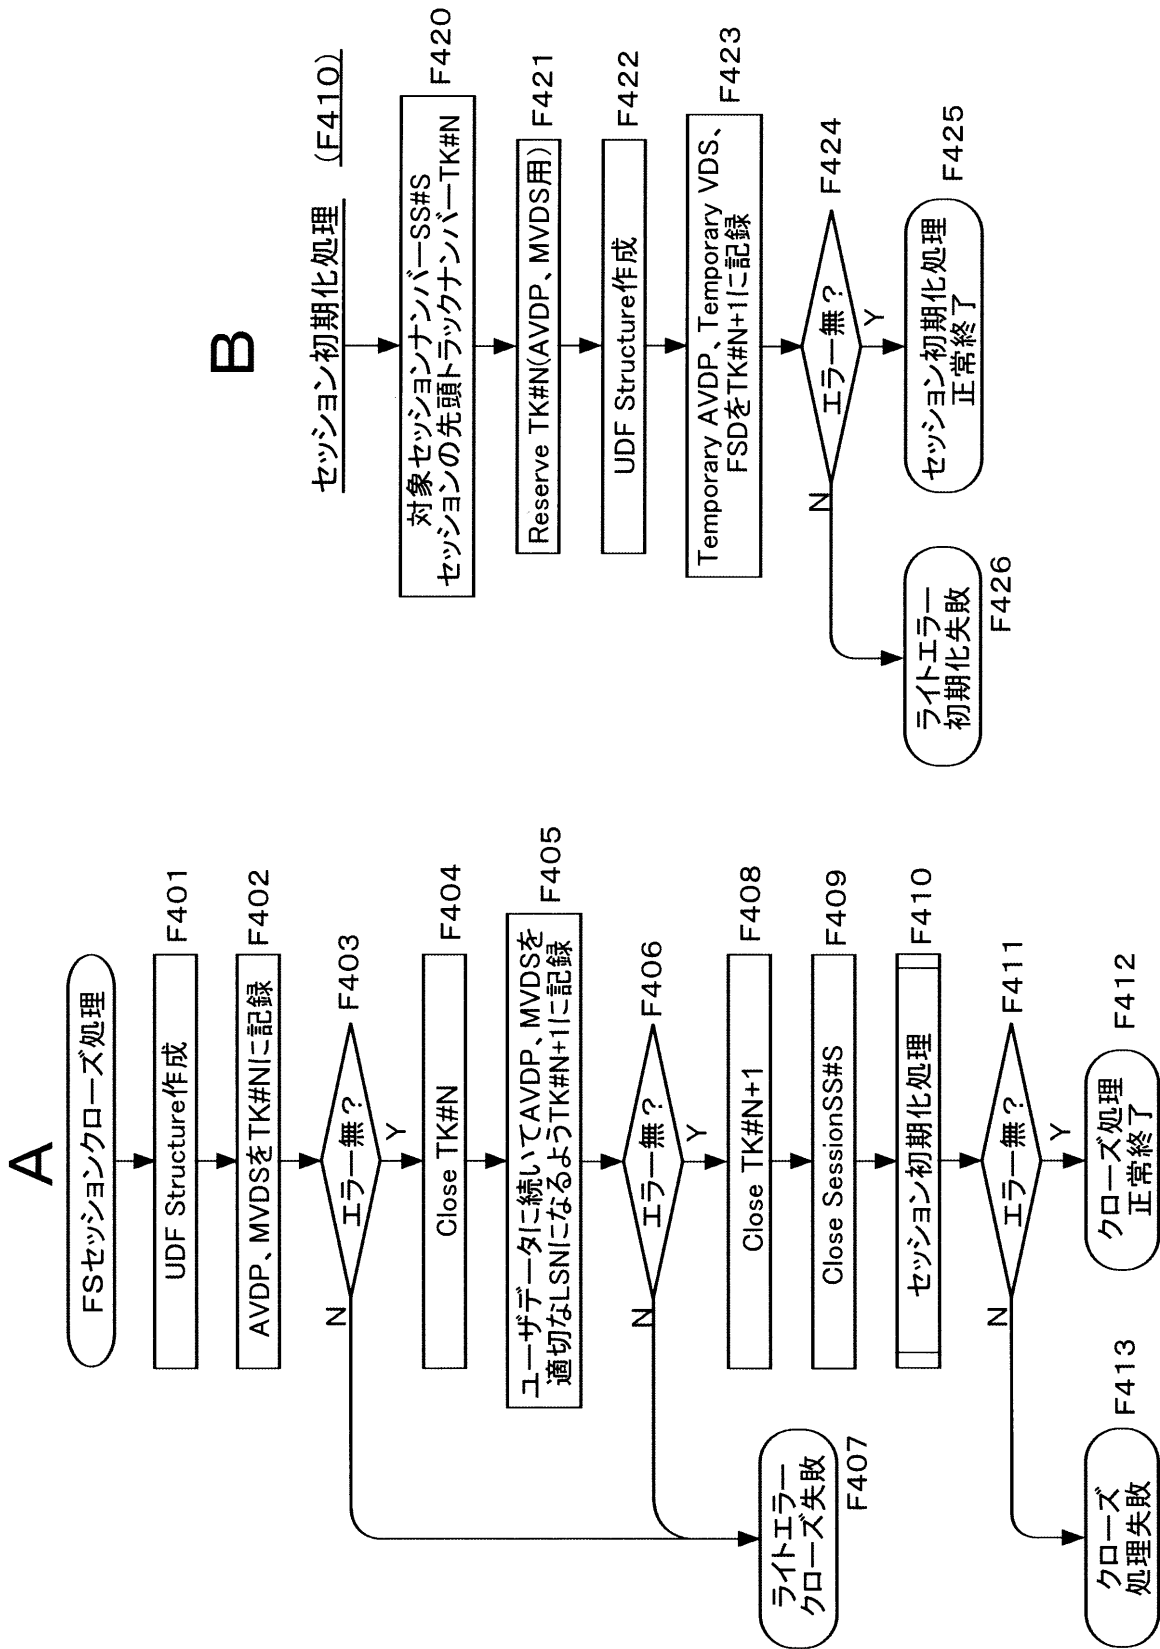 A
FSセッションクローズ処理
UDF Structure作成
F401
AVDP、MVDSをTK#Nに記録
F402
エラー無?
F403
N
Y
Close TK#N
F404
ユーザデータに続いてAVDP、MVDSを
適切なLSNになるようTK#N+1に記録
F405
エラー無?
F406
N
Y
ライトエラー
クローズ失敗
F407
Close TK#N+1
F408
Close SessionSS#S
F409
セッション初期化処理
F410
エラー無?
F411
N
Y
クローズ処理
正常終了
F412
クローズ
処理失敗
F413
B
セッション初期化処理 (F410)
対象セッションナンバーSS#S
セッションの先頭トラックナンバーTK#N
F420
Reserve TK#N(AVDP、MVDS用)
F421
UDF Structure作成
F422
Temporary AVDP、Temporary VDS、
FSDをTK#N+1に記録
F423
エラー無?
F424
N
Y
セッション初期化処理
正常終了
F425
ライトエラー
初期化失敗
F426